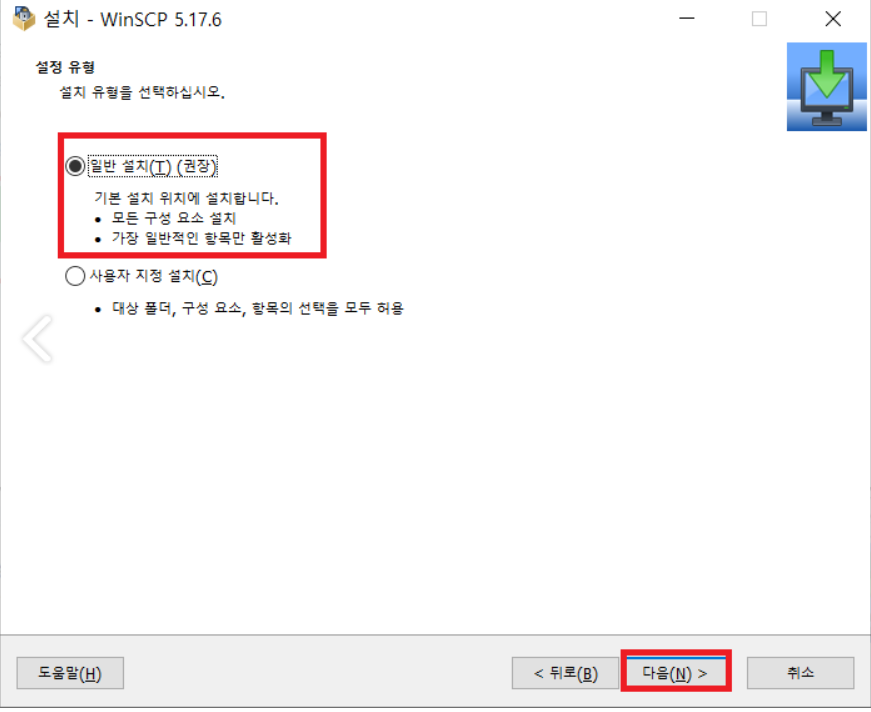 설치 - WinSCP 5.17.6
설정 유형
설치 유형을 선택하십시오.
일반 설치(T) (권장)
기본 설치 위치에 설치합니다.
• 모든 구성 요소 설치
• 가장 일반적인 항목만 활성화
사용자 지정 설치(C)
• 대상 폴더, 구성 요소, 항목의 선택을 모두 허용
도움말(H)
< 뒤로(B)
다음(N) >
취소